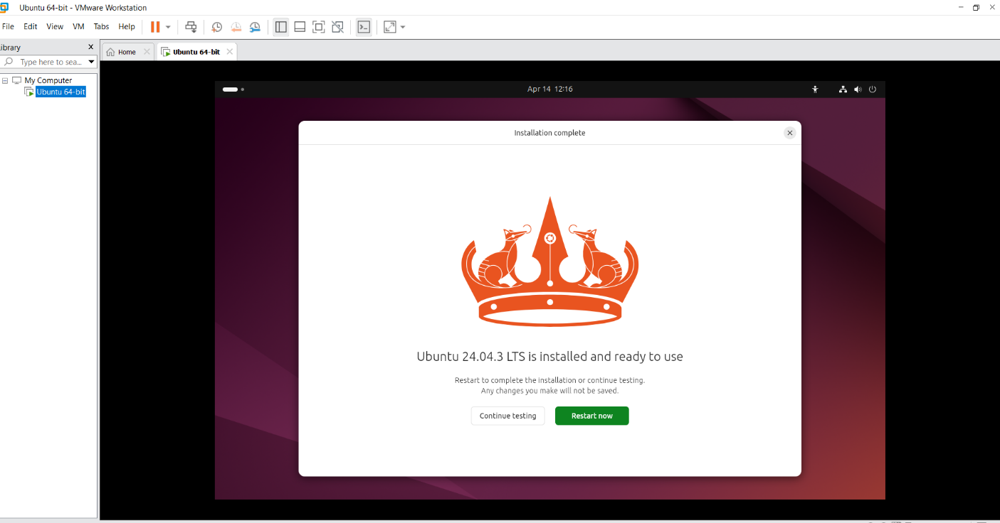 Ubuntu 64-bit - VMware Workstation
File Edit View VM Tabs Help
ibrary
Type here to sea...
My Computer
Ubuntu 64-bit
Home
Ubuntu 64-bit
Apr 14 12:16
Installation complete
Ubuntu 24.04.3 LTS is installed and ready to use
Restart to complete the installation or continue testing.
Any changes you make will not be saved.
Continue testing
Restart now